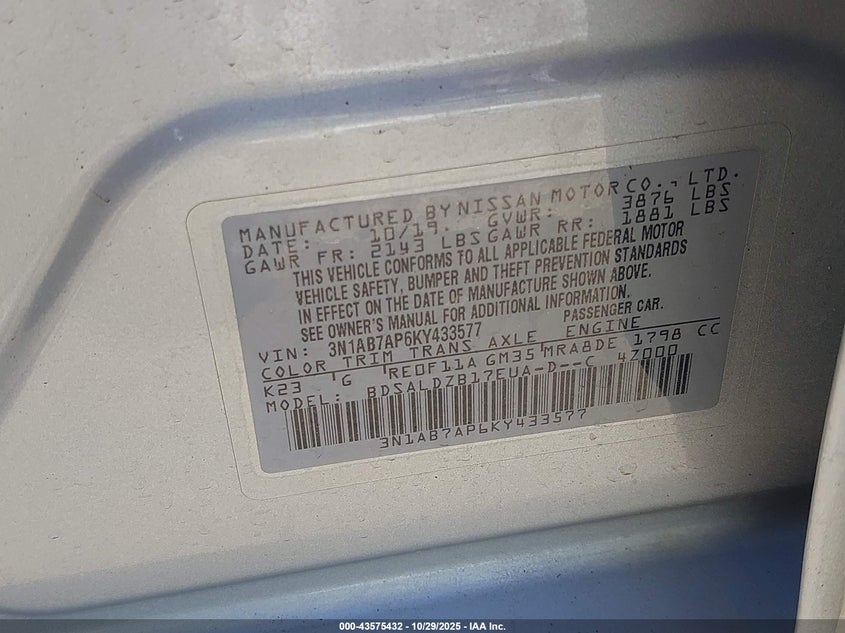 MANUFACTURED BY NISSAN MOTOR CO., LTD.
DATE: 10/19. GVWR: 3876 LBS
GAWR FR: 2143 LBS GAWR RR: 1881 LBS
THIS VEHICLE CONFORMS TO ALL APPLICABLE FEDERAL MOTOR
VEHICLE SAFETY, BUMPER AND THEFT PREVENTION STANDARDS
IN EFFECT ON THE DATE OF MANUFACTURE SHOWN ABOVE.
SEE OWNER'S MANUAL FOR ADDITIONAL INFORMATION.
VIN: 3N1AB7AP6KY433577 PASSENGER CAR.
COLOR TRIM TRANS AXLE ENGINE
K23 G RE0F11A GM35 MRA8DE 1798 CC
MODEL: BDSALDZB17EUA-D--C 4Z000
3N1AB7AP6KY433577
000-43575432 | 10/29/2025 - IAA Inc.